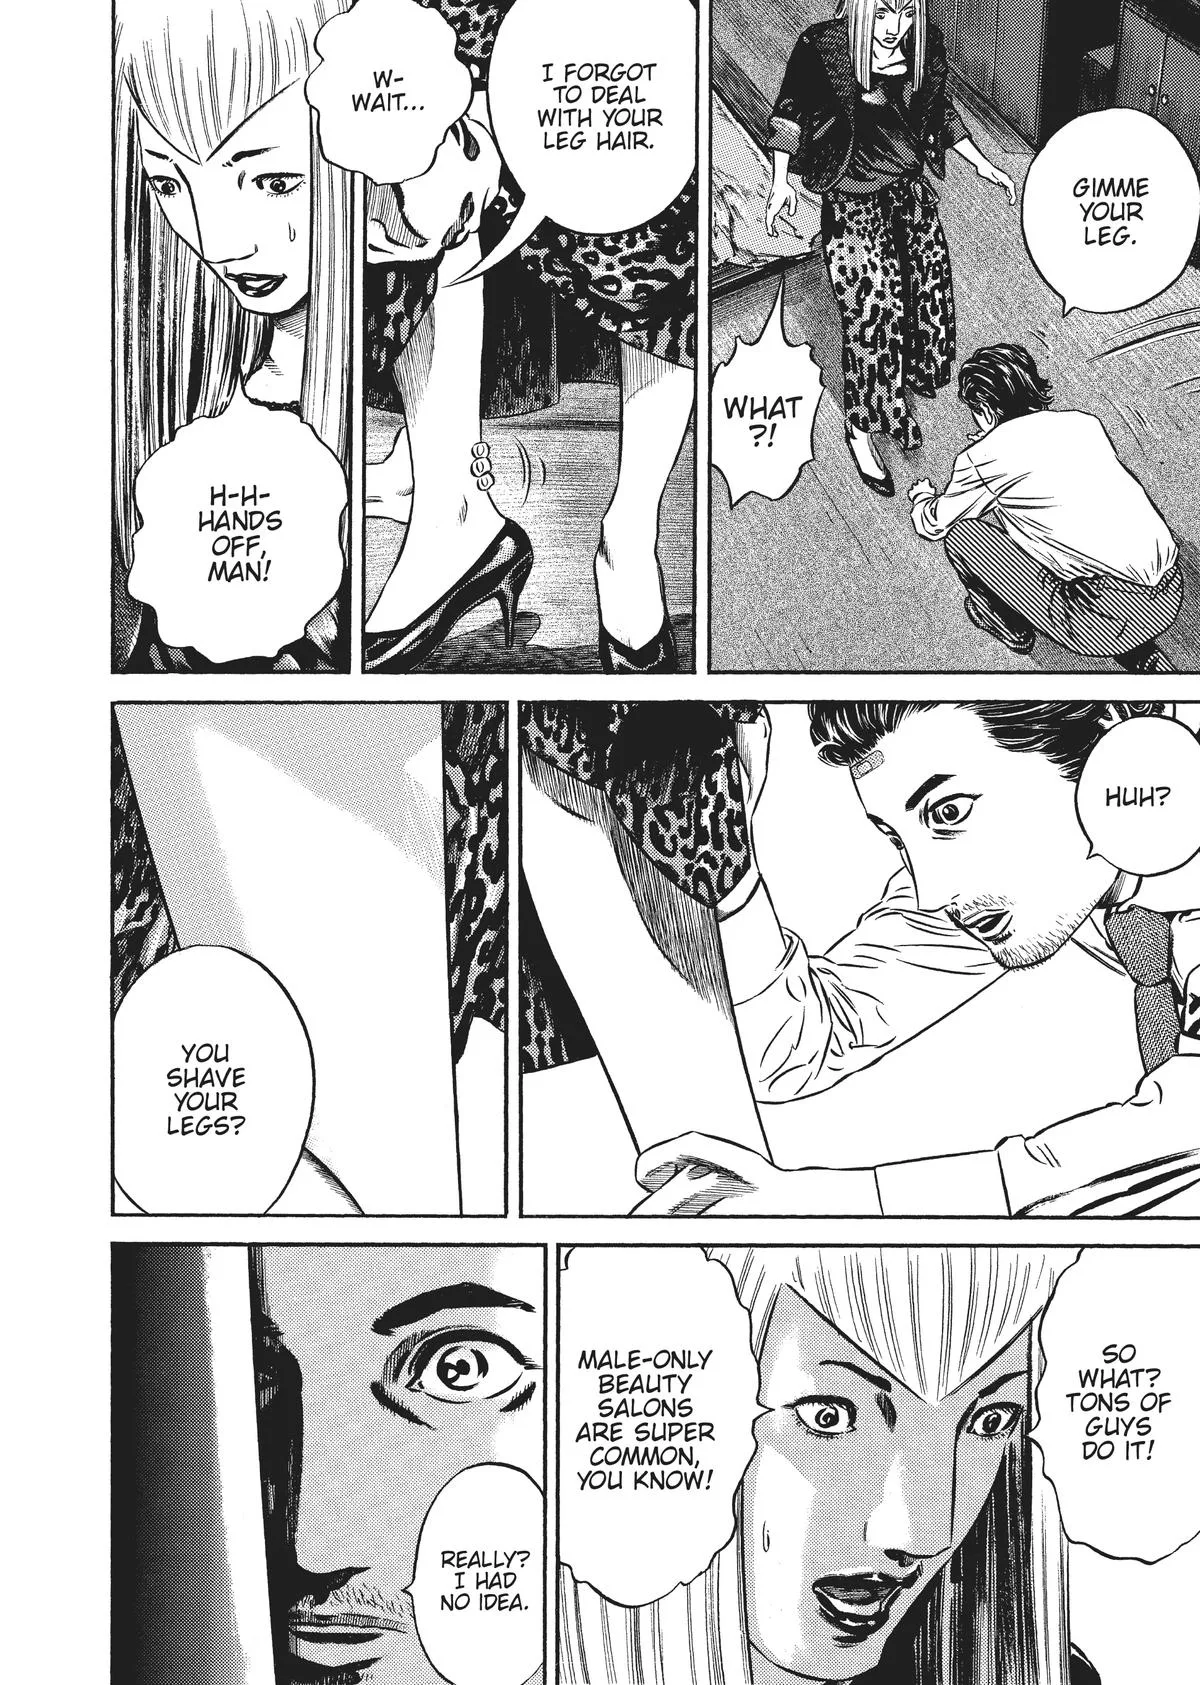 GIMME
YOUR
LEG.
WHAT
?!
I FORGOT
TO DEAL
WITH YOUR
LEG HAIR.
W-
WAIT...
H-H-
HANDS
OFF,
MAN!
HUH?
YOU
SHAVE
YOUR
LEGS?
SO
WHAT?
TONS OF
GUYS
DO IT!
MALE-ONLY
BEAUTY
SALONS
ARE SUPER
COMMON,
YOU KNOW!
REALLY?
I HAD
NO IDEA.